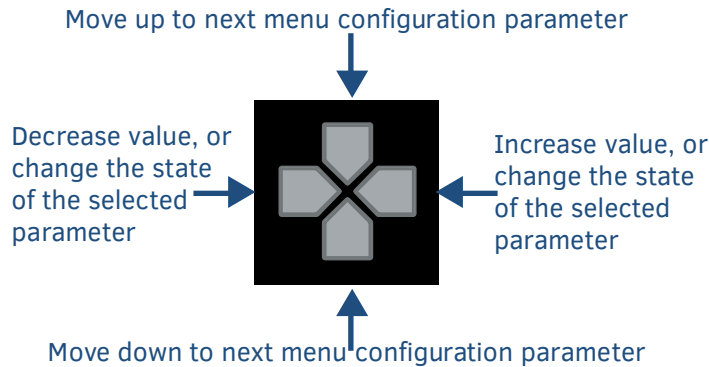 Move up to next menu configuration parameter
Decrease value, or
change the state
of the selected
parameter
Increase value, or
change the state
of the selected
parameter
Move down to next menu configuration parameter